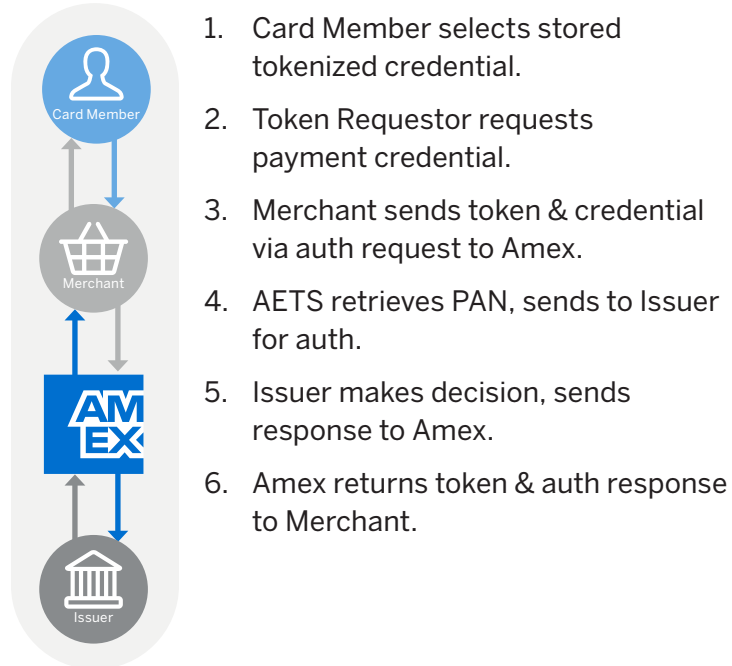 Card Member
Merchant
AM
EX
Issuer
1. Card Member selects stored
tokenized credential.
2. Token Requestor requests
payment credential.
3. Merchant sends token & credential
via auth request to Amex.
4. AETS retrieves PAN, sends to Issuer
for auth.
5. Issuer makes decision, sends
response to Amex.
6. Amex returns token & auth response
to Merchant.